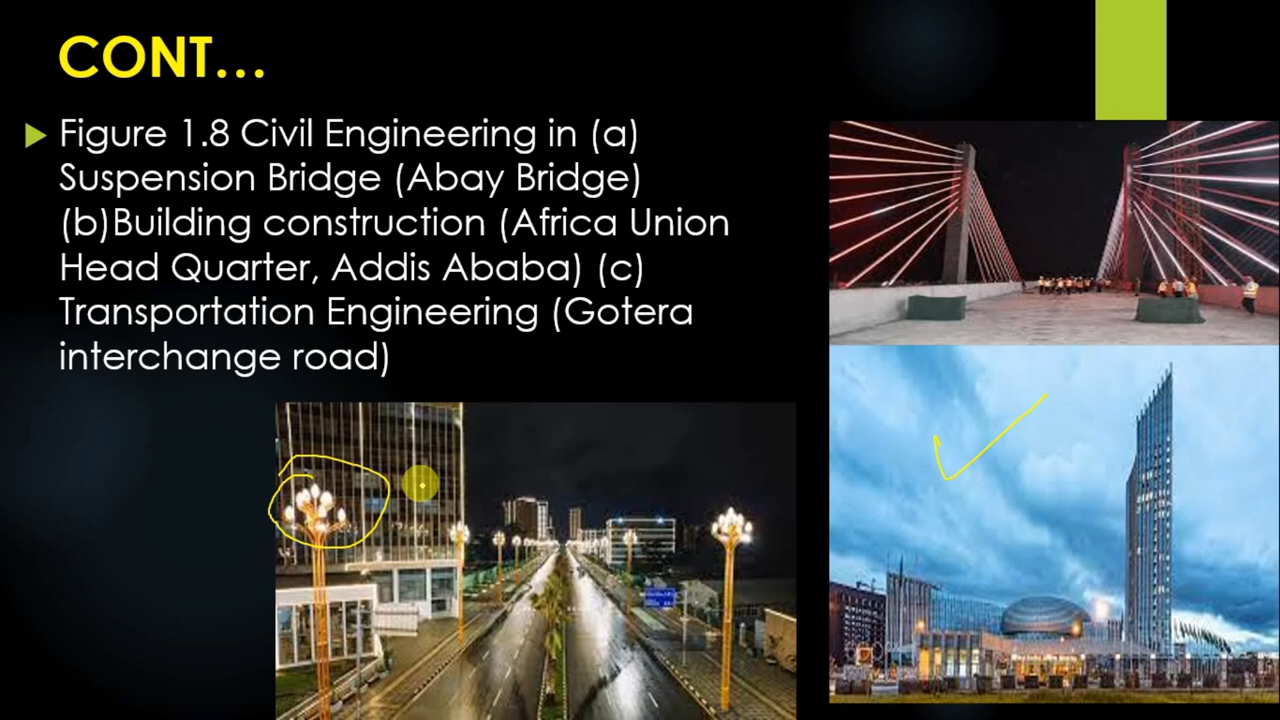 CONT...
Figure 1.8 Civil Engineering in (a)
Suspension Bridge (Abay Bridge)
(b)Building construction (Africa Union
Head Quarter, Addis Ababa) (c)
Transportation Engineering (Gotera
interchange road)